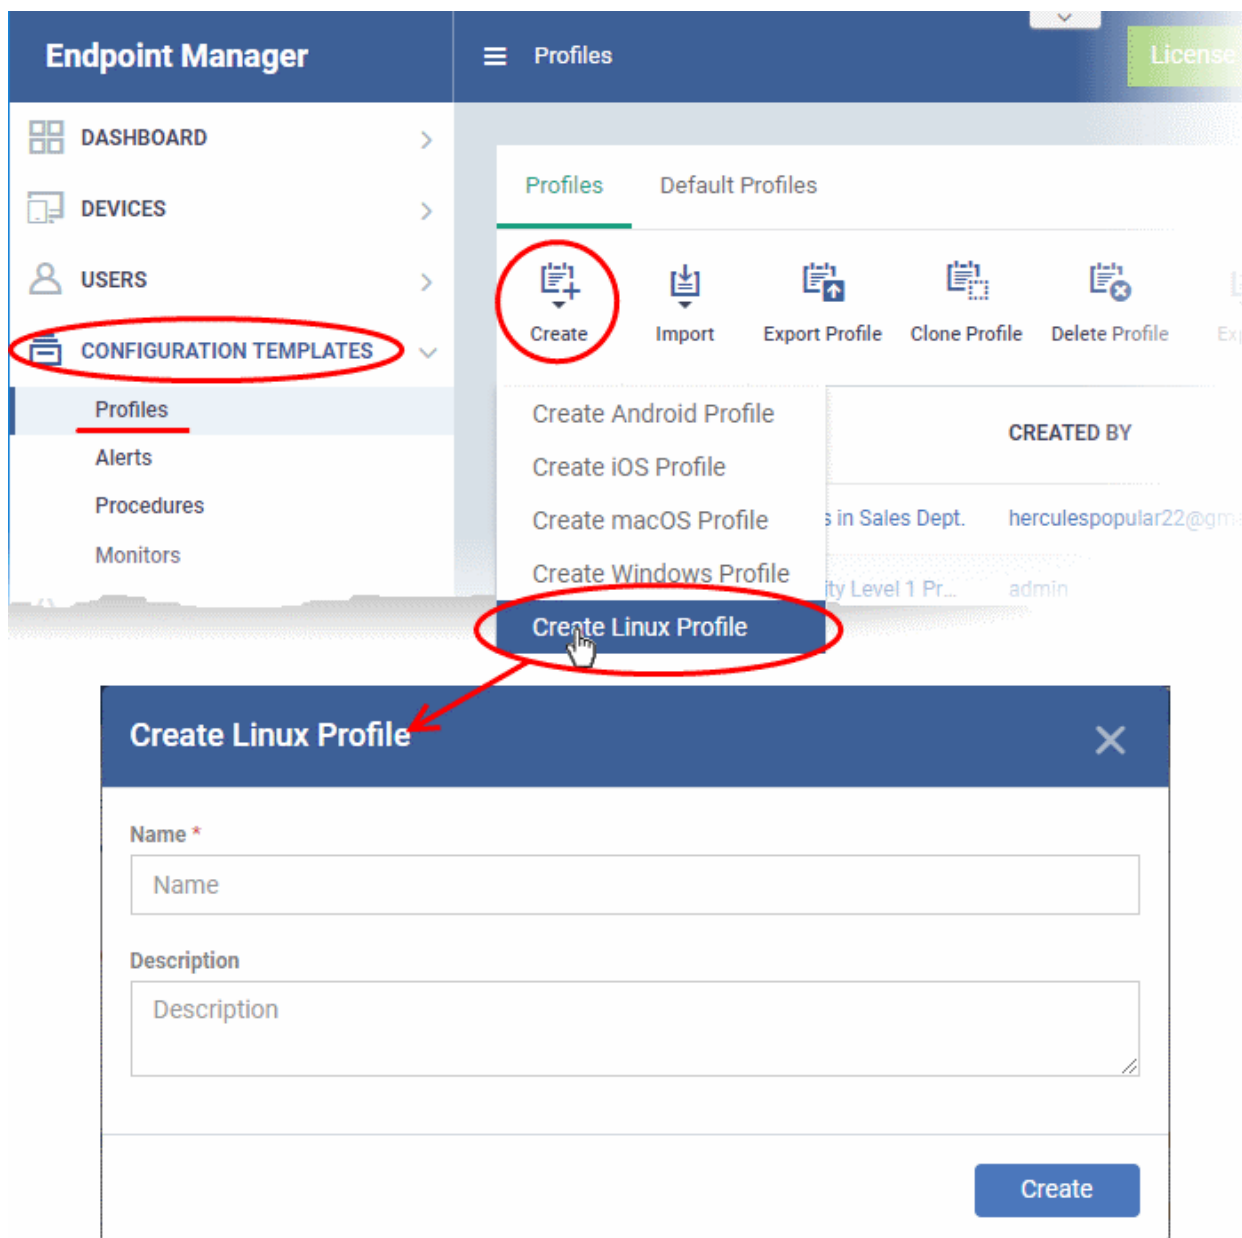 Endpoint Manager
Profiles
License
DASHBOARD
DEVICES
USERS
CONFIGURATION TEMPLATES
Profiles
Alerts
Procedures
Monitors
Profiles Default Profiles
Create Import Export Profile Clone Profile Delete Profile
Create Android Profile
Create iOS Profile
Create macOS Profile
Create Windows Profile
Create Linux Profile
CREATED BY
in Sales Dept. herculespopular22@gm
Level 1 Pr... admin
Create Linux Profile
Name *
Name
Description
Description
Create